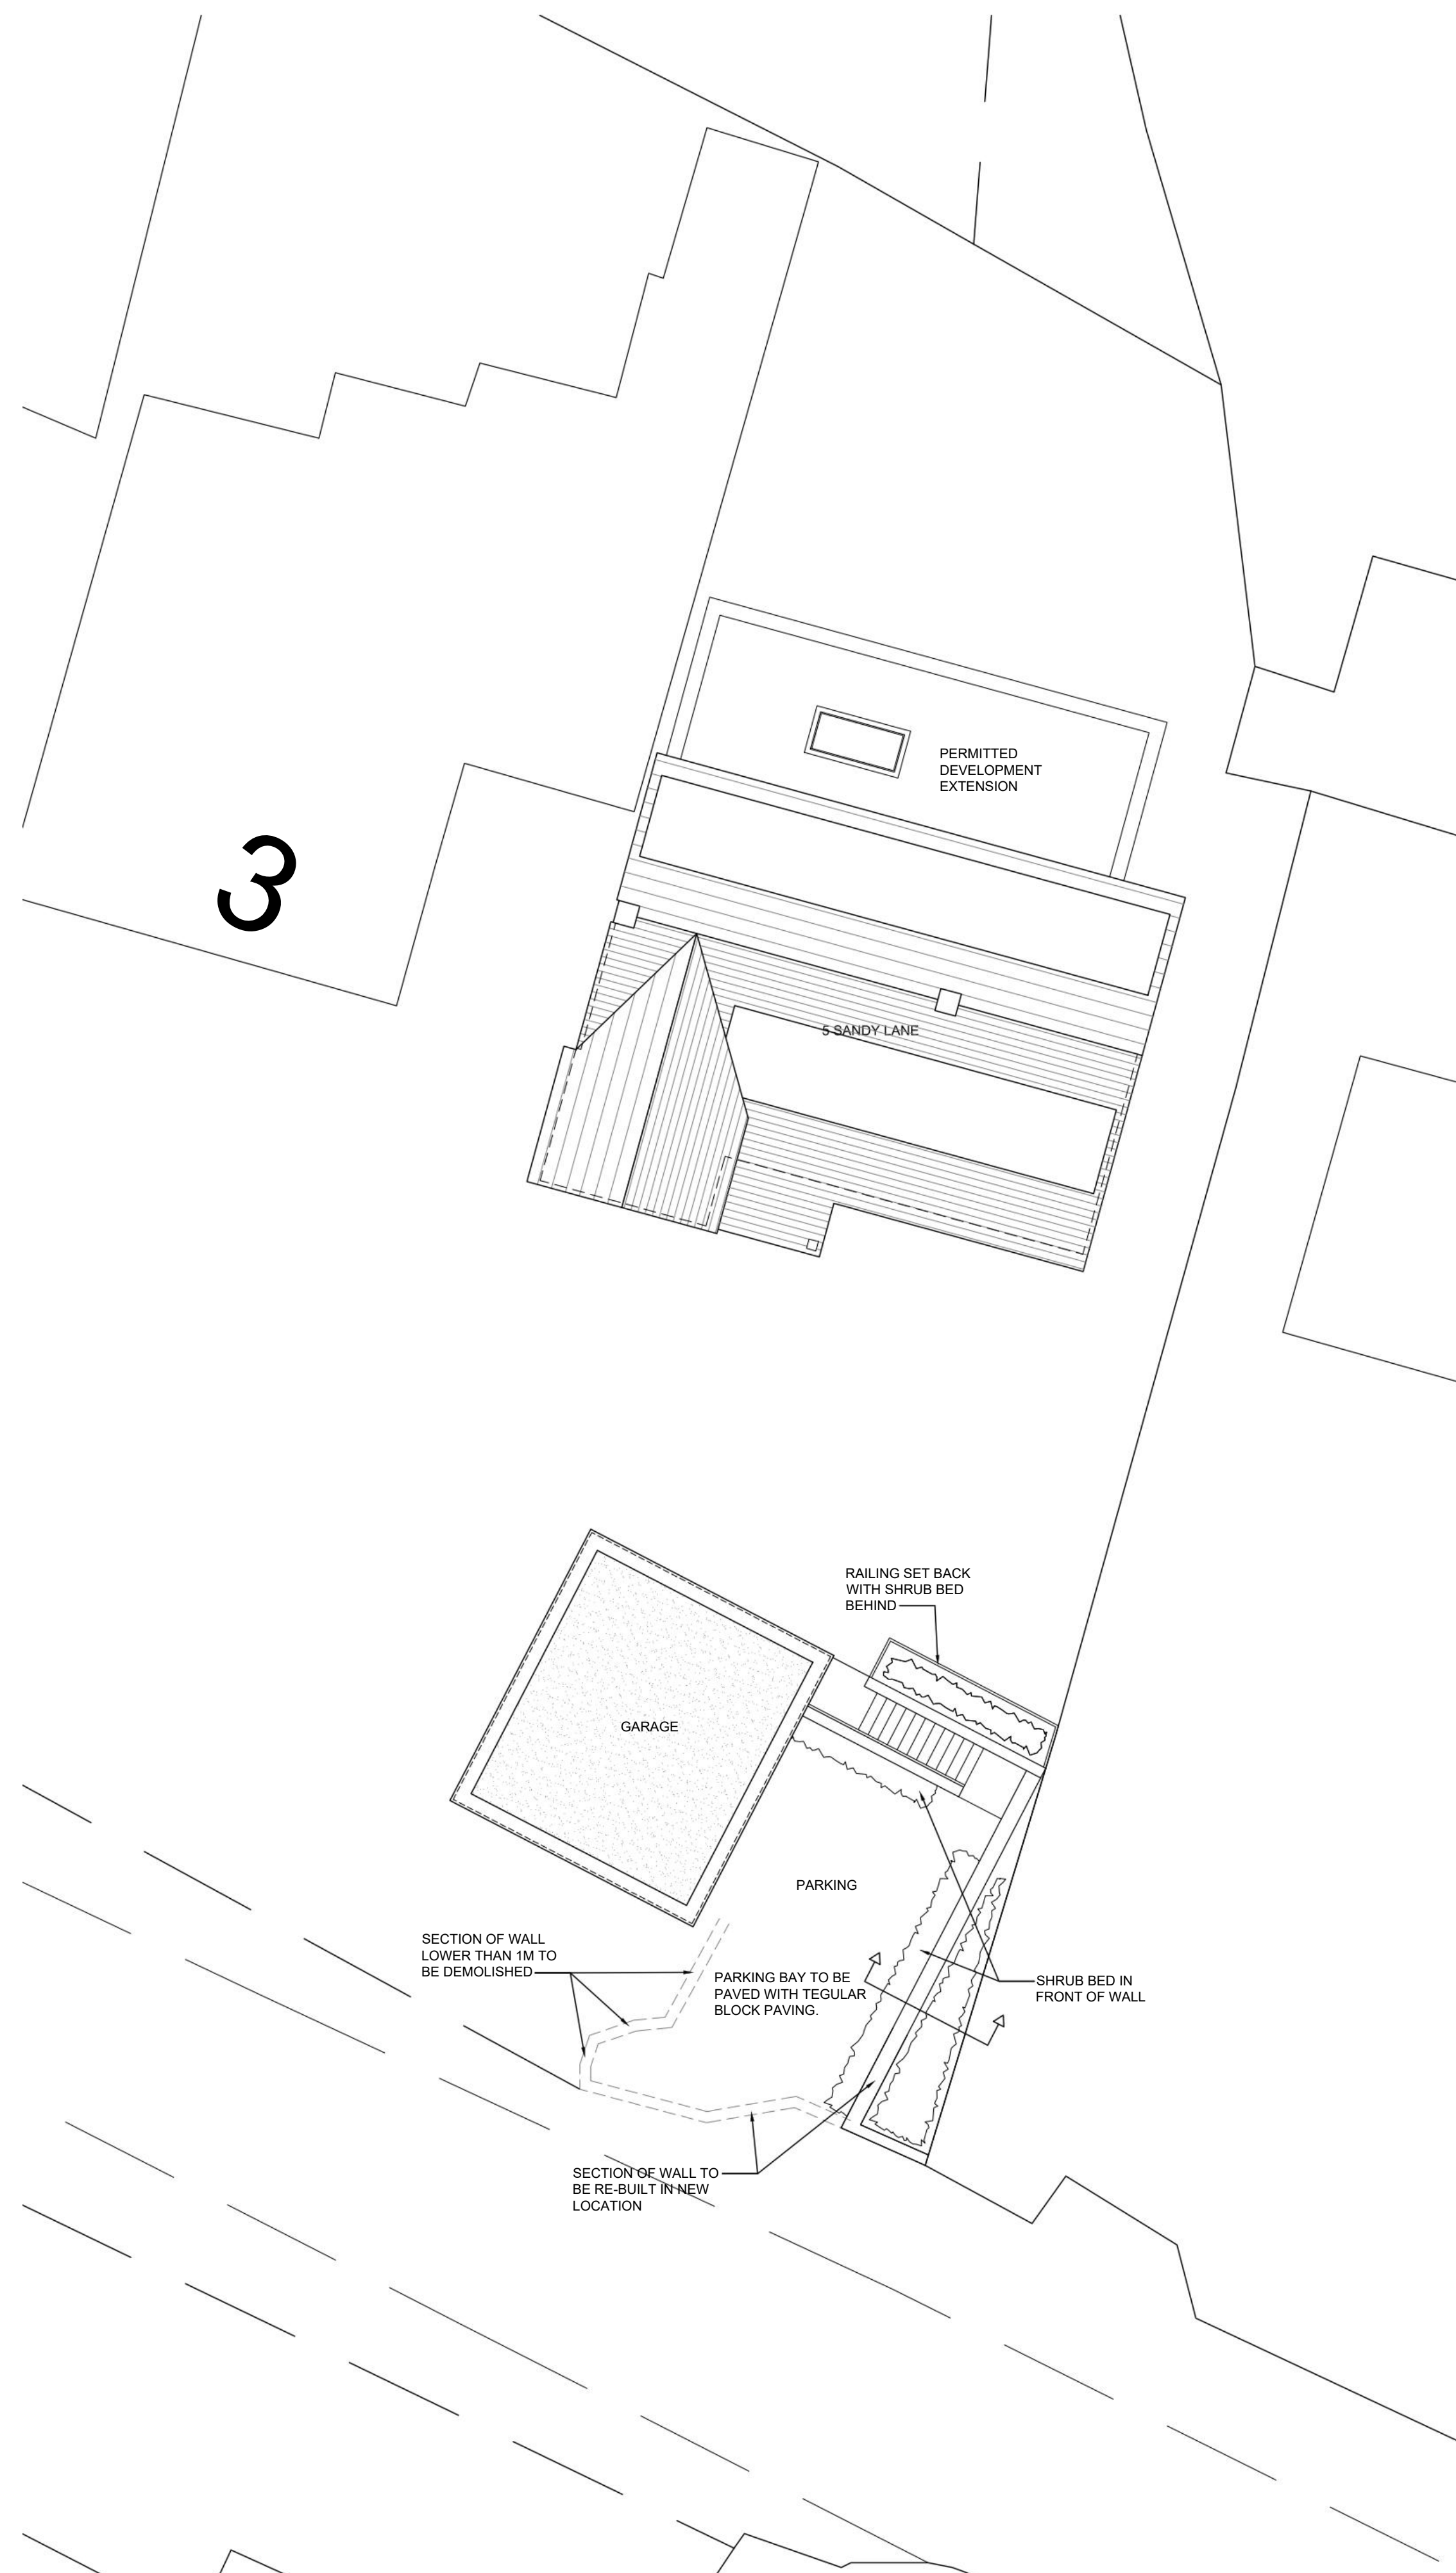 PERMITTED
DEVELOPMENT
EXTENSION
3
5 SANDY LANE
RAILING SET BACK
WITH SHRUB BED
BEHIND
GARAGE
PARKING
SECTION OF WALL
LOWER THAN 1M TO
BE DEMOLISHED
PARKING BAY TO BE
PAVED WITH TEGULAR
BLOCK PAVING.
SHRUB BED IN
FRONT OF WALL
SECTION OF WALL TO
BE RE-BUILT IN NEW
LOCATION